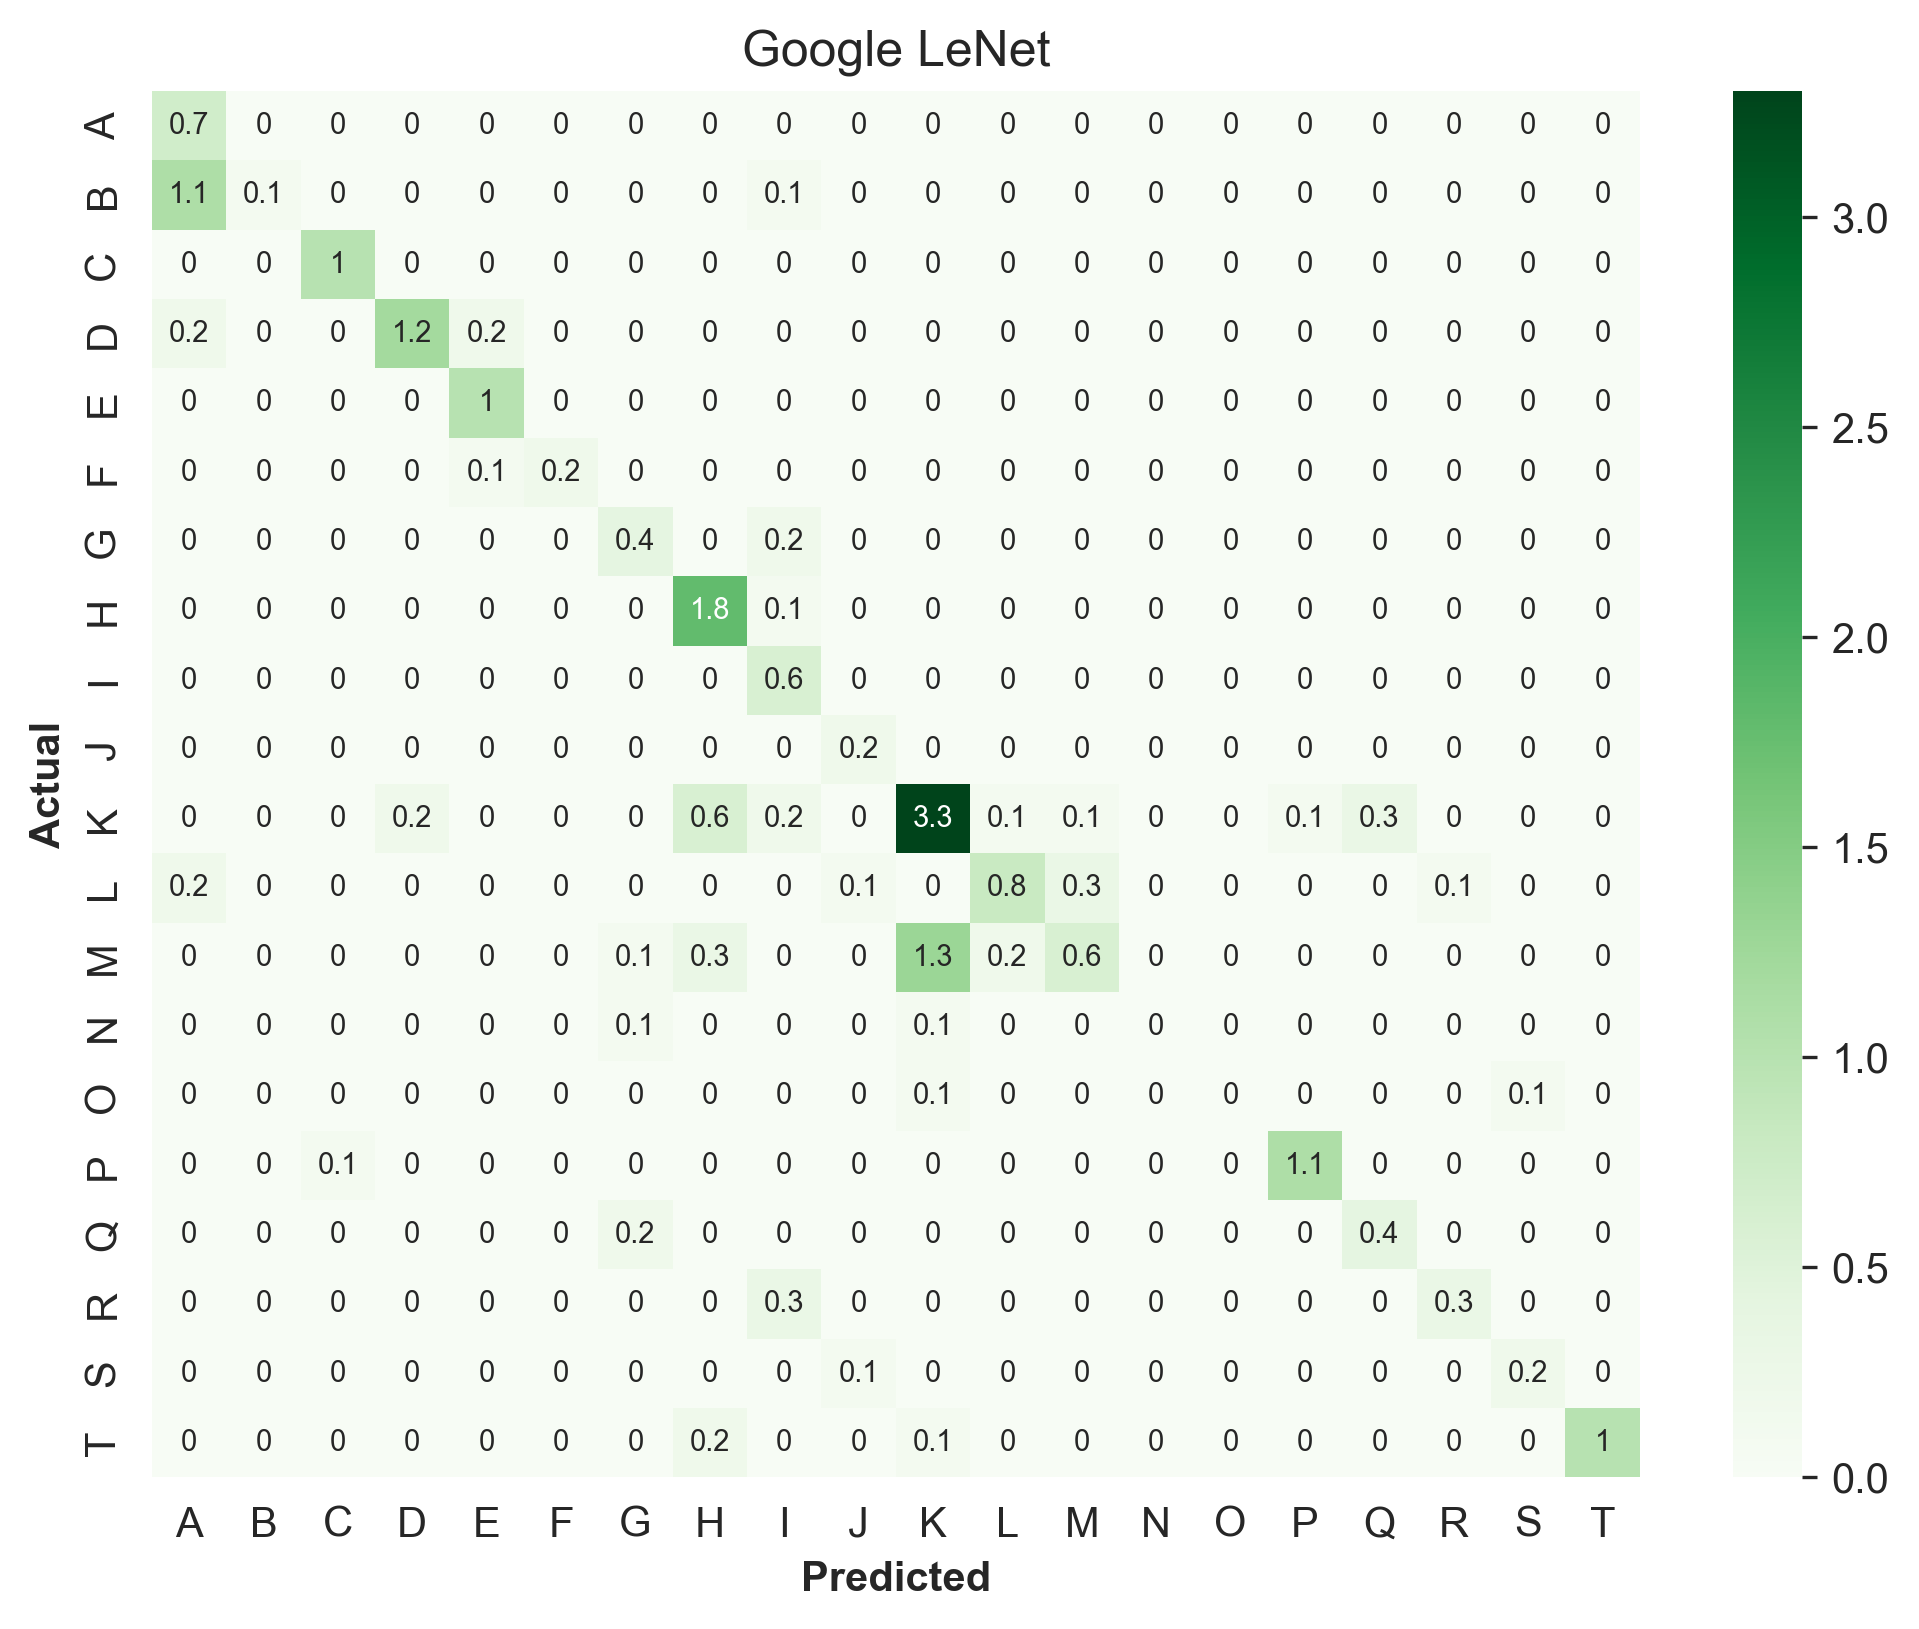 Google LeNet
Actual
A 0.7 0 0 0 0 0 0 0 0 0 0 0 0 0 0 0 0 0 0 0
B 1.1 0.1 0 0 0 0 0 0 0.1 0 0 0 0 0 0 0 0 0 0 0
C 0 0 1 0 0 0 0 0 0 0 0 0 0 0 0 0 0 0 0 0
D 0.2 0 0 1.2 0.2 0 0 0 0 0 0 0 0 0 0 0 0 0 0 0
E 0 0 0 0 1 0 0 0 0 0 0 0 0 0 0 0 0 0 0 0
F 0 0 0 0 0.1 0.2 0 0 0 0 0 0 0 0 0 0 0 0 0 0
G 0 0 0 0 0 0 0.4 0 0.2 0 0 0 0 0 0 0 0 0 0 0
H 0 0 0 0 0 0 0 1.8 0.1 0 0 0 0 0 0 0 0 0 0 0
I 0 0 0 0 0 0 0 0 0.6 0 0 0 0 0 0 0 0 0 0 0
J 0 0 0 0 0 0 0 0 0 0.2 0 0 0 0 0 0 0 0 0 0
K 0 0 0 0.2 0 0 0 0.6 0.2 0 3.3 0.1 0.1 0 0 0.1 0.3 0 0 0
L 0.2 0 0 0 0 0 0 0 0 0.1 0 0.8 0.3 0 0 0 0 0.1 0 0
M 0 0 0 0 0 0 0.1 0.3 0 0 1.3 0.2 0.6 0 0 0 0 0 0 0
N 0 0 0 0 0 0 0.1 0 0 0 0.1 0 0 0 0 0 0 0 0 0
O 0 0 0 0 0 0 0 0 0 0 0.1 0 0 0 0 0 0 0 0.1 0
P 0 0 0.1 0 0 0 0 0 0 0 0 0 0 0 0 1.1 0 0 0 0
Q 0 0 0 0 0 0 0.2 0 0 0 0 0 0 0 0 0 0.4 0 0 0
R 0 0 0 0 0 0 0 0 0.3 0 0 0 0 0 0 0 0 0.3 0 0
S 0 0 0 0 0 0 0 0 0 0.1 0 0 0 0 0 0 0 0 0.2 0
T 0 0 0 0 0 0 0 0.2 0 0 0.1 0 0 0 0 0 0 0 0 1
A B C D E F G H I J K L M N O P Q R S T
Predicted
3.0
2.5
2.0
1.5
1.0
0.5
0.0